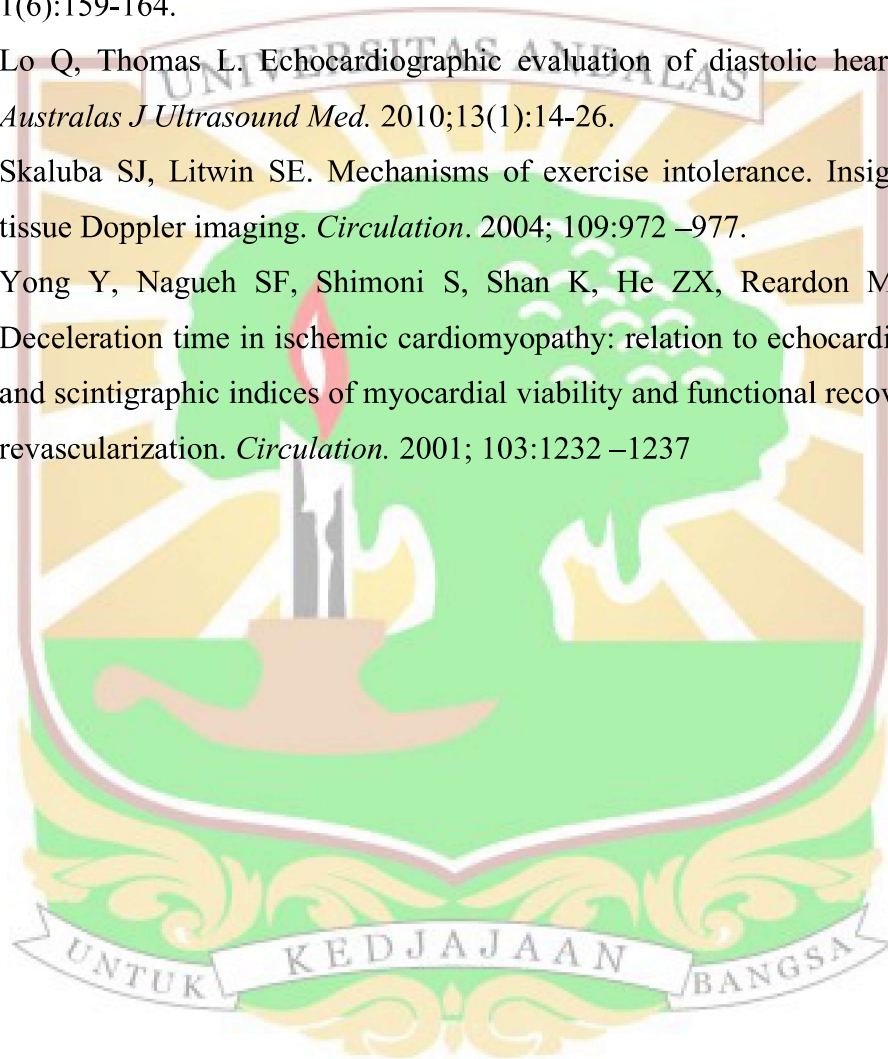 1(6):159-164.
Lo Q, Thomas L. Echocardiographic evaluation of diastolic hear
Australas J Ultrasound Med. 2010;13(1):14-26.
Skaluba SJ, Litwin SE. Mechanisms of exercise intolerance. Insig
tissue Doppler imaging. Circulation. 2004; 109:972 –977.
Yong Y, Nagueh SF, Shimoni S, Shan K, He ZX, Reardon M
Deceleration time in ischemic cardiomyopathy: relation to echocardi
and scintigraphic indices of myocardial viability and functional recov
revascularization. Circulation. 2001; 103:1232 –1237
UNIVERSITAS ANDALAS
UNTUK KEDJAJAAN BANGSA